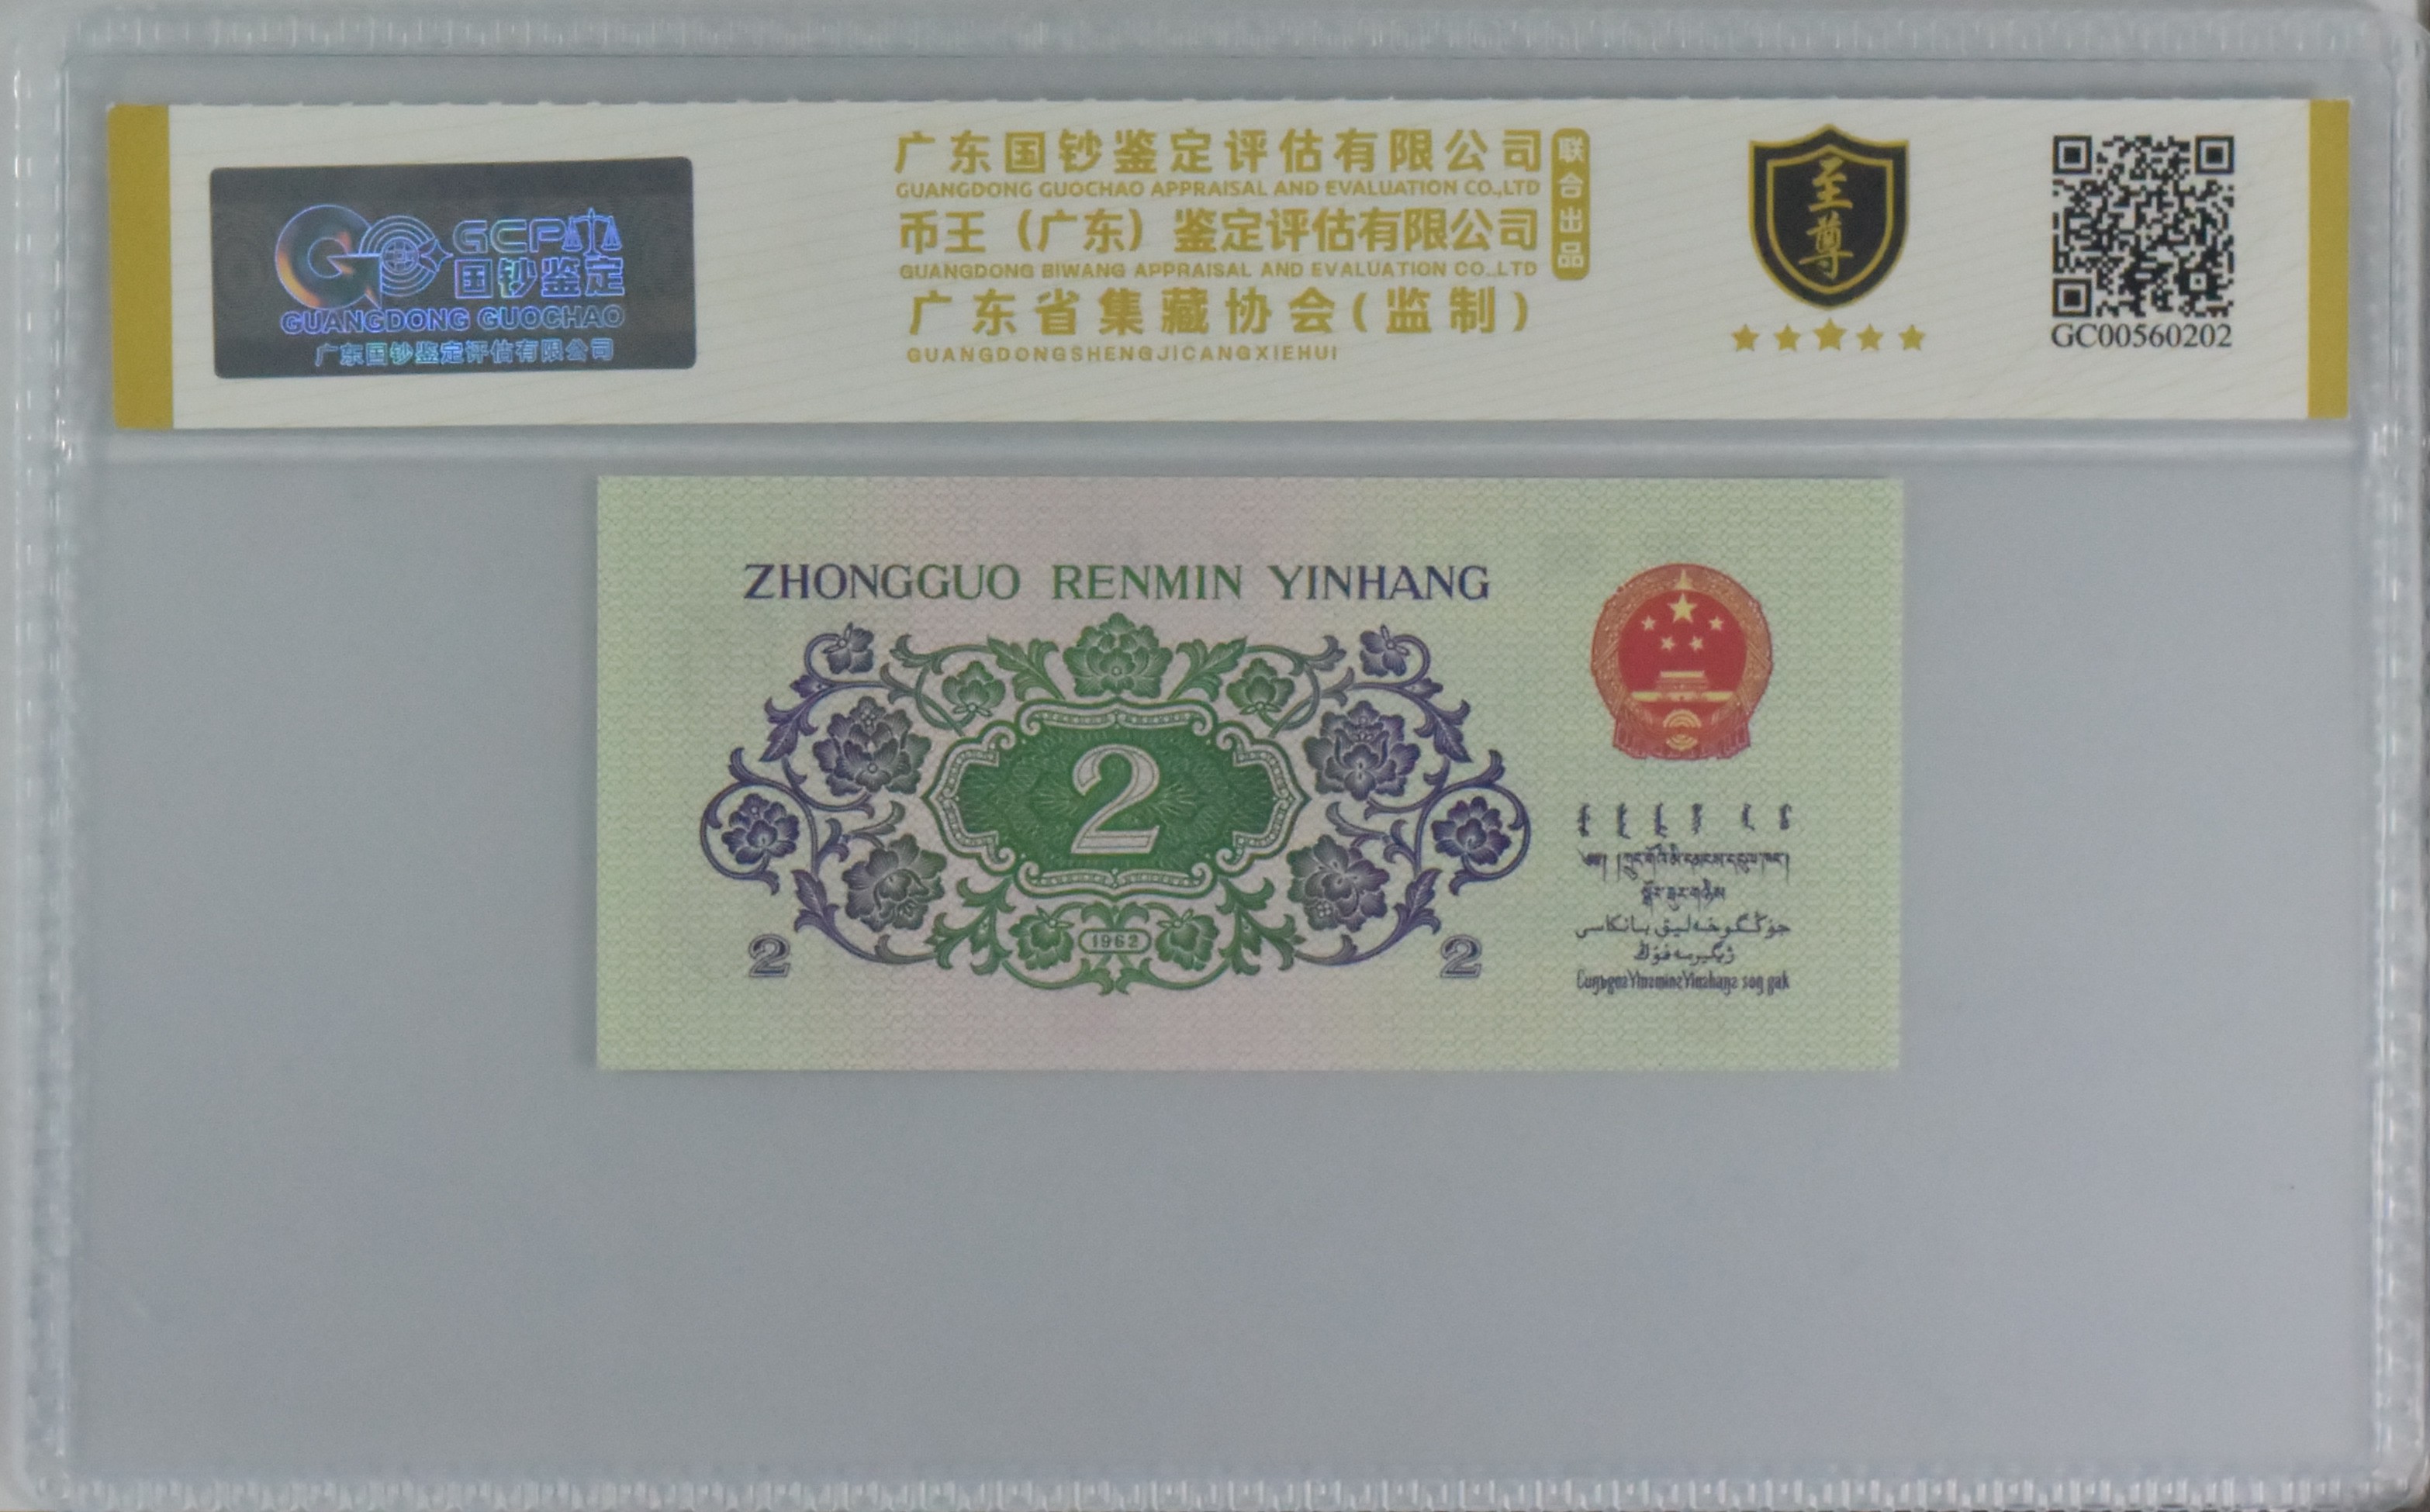 GCP
国钞鉴定
GUANGDONG GUOCHAO
广东国钞鉴定评估有限公司
广东国钞鉴定评估有限公司
GUANGDONG GUOCHAO APPRAISAL AND EVALUATION CO.,LTD
币王（广东）鉴定评估有限公司
GUANGDONG BIWANG APPRAISAL AND EVALUATION CO.,LTD
联合出品
广东省集藏协会(监制)
GUANGDONGSHENGJICANGXIEHUI
至尊
GC00560202
ZHONGGUO RENMIN YINHANG
2
1962
2
2
جۇڭگوخەلىق بانكاسى